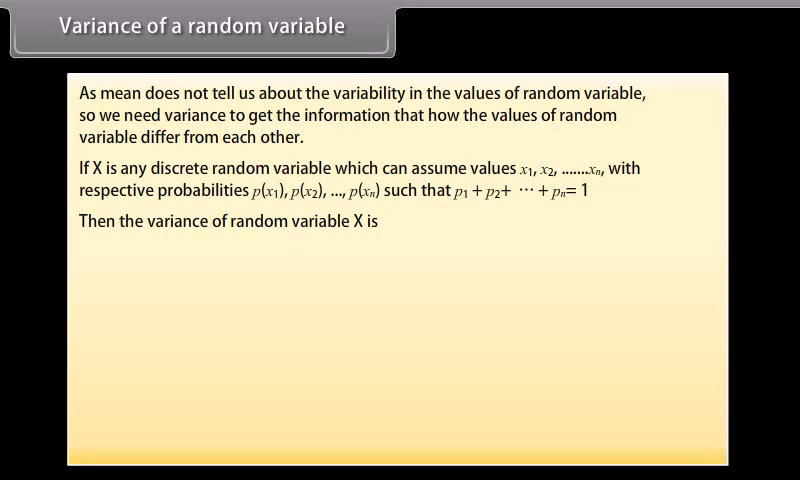 Variance of a random variable
As mean does not tell us about the variability in the values of random variable,
so we need variance to get the information that how the values of random
variable differ from each other.
If X is any discrete random variable which can assume values x₁, x₂, .......xₙ, with
respective probabilities p(x₁), p(x₂), ..., p(xₙ) such that p₁ + p₂+ ⋯ + pₙ= 1
Then the variance of random variable X is